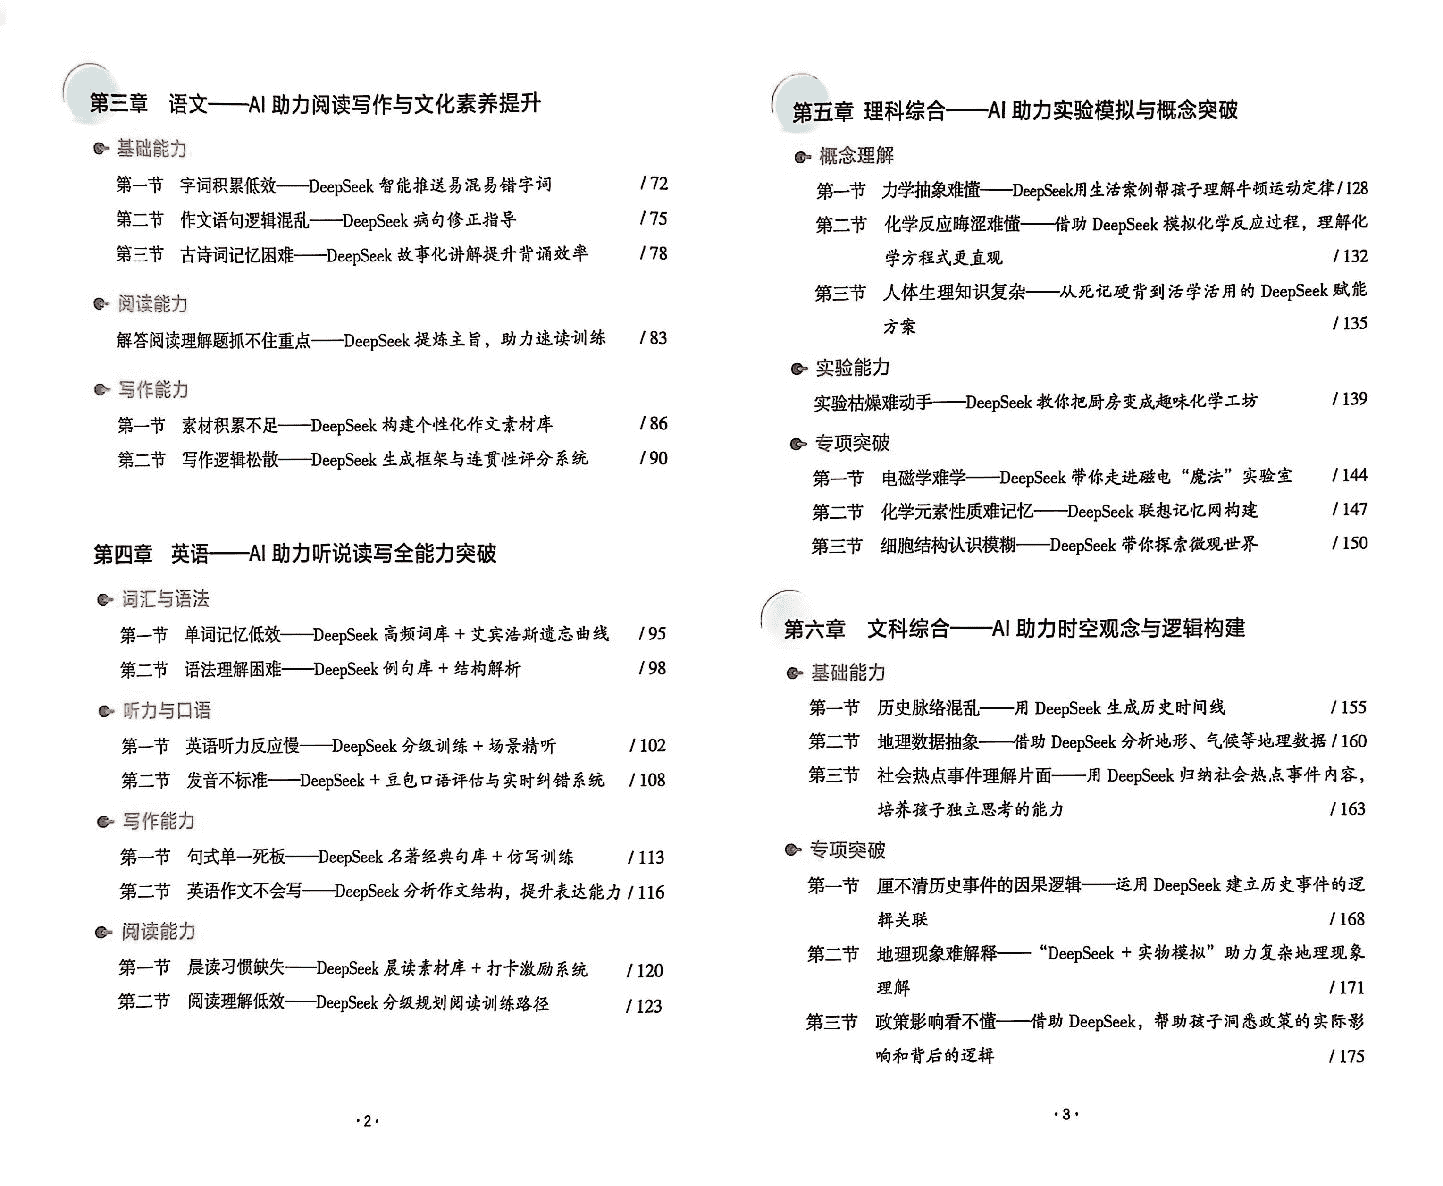 第三章 语文——AI 助力阅读写作与文化素养提升
基础能力
第一节 字词积累低效——DeepSeek 智能推送易混易错字词 / 72
第二节 作文语句逻辑混乱——DeepSeek 病句修正指导 / 75
第三节 古诗词记忆困难——DeepSeek 故事化讲解提升背诵效率 / 78
阅读能力
解答阅读理解题抓不住重点——DeepSeek 提炼主旨，助力速读训练 / 83
写作能力
第一节 素材积累不足——DeepSeek 构建个性化作文素材库 / 86
第二节 写作逻辑松散——DeepSeek 生成框架与连贯性评分系统 / 90
第四章 英语——AI 助力听说读写全能力突破
词汇与语法
第一节 单词记忆低效——DeepSeek 高频词库 + 艾宾浩斯遗忘曲线 / 95
第二节 语法理解困难——DeepSeek 例句库 + 结构解析 / 98
听力与口语
第一节 英语听力反应慢——DeepSeek 分级训练 + 场景精听 / 102
第二节 发音不标准——DeepSeek + 豆包口语评估与实时纠错系统 / 108
写作能力
第一节 句式单一死板——DeepSeek 名著经典句库 + 仿写训练 / 113
第二节 英语作文不会写——DeepSeek 分析作文结构，提升表达能力 / 116
阅读能力
第一节 晨读习惯缺失——DeepSeek 晨读素材库 + 打卡激励系统 / 120
第二节 阅读理解低效——DeepSeek 分级规划阅读训练路径 / 123
· 2 ·
第五章 理科综合——AI 助力实验模拟与概念突破
概念理解
第一节 力学抽象难懂——DeepSeek用生活案例帮孩子理解牛顿运动定律 / 128
第二节 化学反应晦涩难懂——借助 DeepSeek 模拟化学反应过程，理解化
学方程式更直观 / 132
第三节 人体生理知识复杂——从死记硬背到活学活用的 DeepSeek 赋能
方案 / 135
实验能力
实验枯燥难动手——DeepSeek 教你把厨房变成趣味化学工坊 / 139
专项突破
第一节 电磁学难学——DeepSeek 带你走进磁电“魔法”实验室 / 144
第二节 化学元素性质难记忆——DeepSeek 联想记忆网构建 / 147
第三节 细胞结构认识模糊——DeepSeek 带你探索微观世界 / 150
第六章 文科综合——AI 助力时空观念与逻辑构建
基础能力
第一节 历史脉络混乱——用 DeepSeek 生成历史时间线 / 155
第二节 地理数据抽象——借助 DeepSeek 分析地形、气候等地理数据 / 160
第三节 社会热点事件理解片面——用 DeepSeek 归纳社会热点事件内容，
培养孩子独立思考的能力 / 163
专项突破
第一节 厘不清历史事件的因果逻辑——运用 DeepSeek 建立历史事件的逻
辑关联 / 168
第二节 地理现象难解释——“DeepSeek + 实物模拟”助力复杂地理现象
理解 / 171
第三节 政策影响看不懂——借助 DeepSeek，帮助孩子洞悉政策的实际影
响和背后的逻辑 / 175
· 3 ·